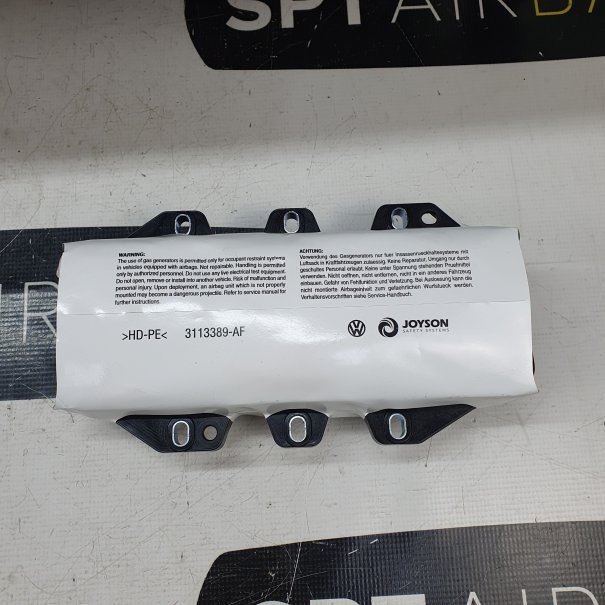 SPT AIRBA
WARNING:
The use of gas generators is permitted only for occupant restraint systems
in vehicles equipped with airbags. Not repairable. Handling is permitted
only by authorized personnel. Do not use any live electrical test equipment.
Do not open, remove or install into another vehicle. Risk of malfunction and
personal injury. Upon deployment, an airbag unit which is not properly
mounted may become a dangerous projectile. Refer to service manual for
further instructions.
ACHTUNG:
Verwendung des Gasgenerators nur fuer Insassenrueckhaltesysteme mit
Luftsack in Kraftfahrzeugen zulaessig. Keine Reparatur, Umgang nur durch
geschultes Personal erlaubt. Keine unter Spannung stehenden Pruefmittel
einbauen. Nicht oeffnen, nicht entfernen, nicht in ein anderes Fahrzeug
einbauen. Gefahr von Fehlfunktion und Verletzung. Bei Ausloesung kann die
nicht montierte Airbageinheit zum gefaehrlichen Wurfstueck werden.
Verhaltensvorschriften siehe Service-Handbuch.
>HD-PE< 3113389-AF
JOYSON
SAFETY SYSTEMS
AIRBA
SPT AIR